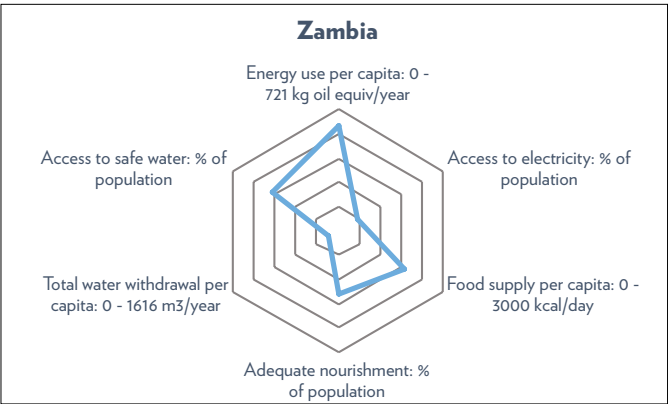 Zambia
Energy use per capita: 0 -
721 kg oil equiv/year
Access to safe water: % of
population
Access to electricity: % of
population
Total water withdrawal per
capita: 0 - 1616 m3/year
Food supply per capita: 0 -
3000 kcal/day
Adequate nourishment: %
of population